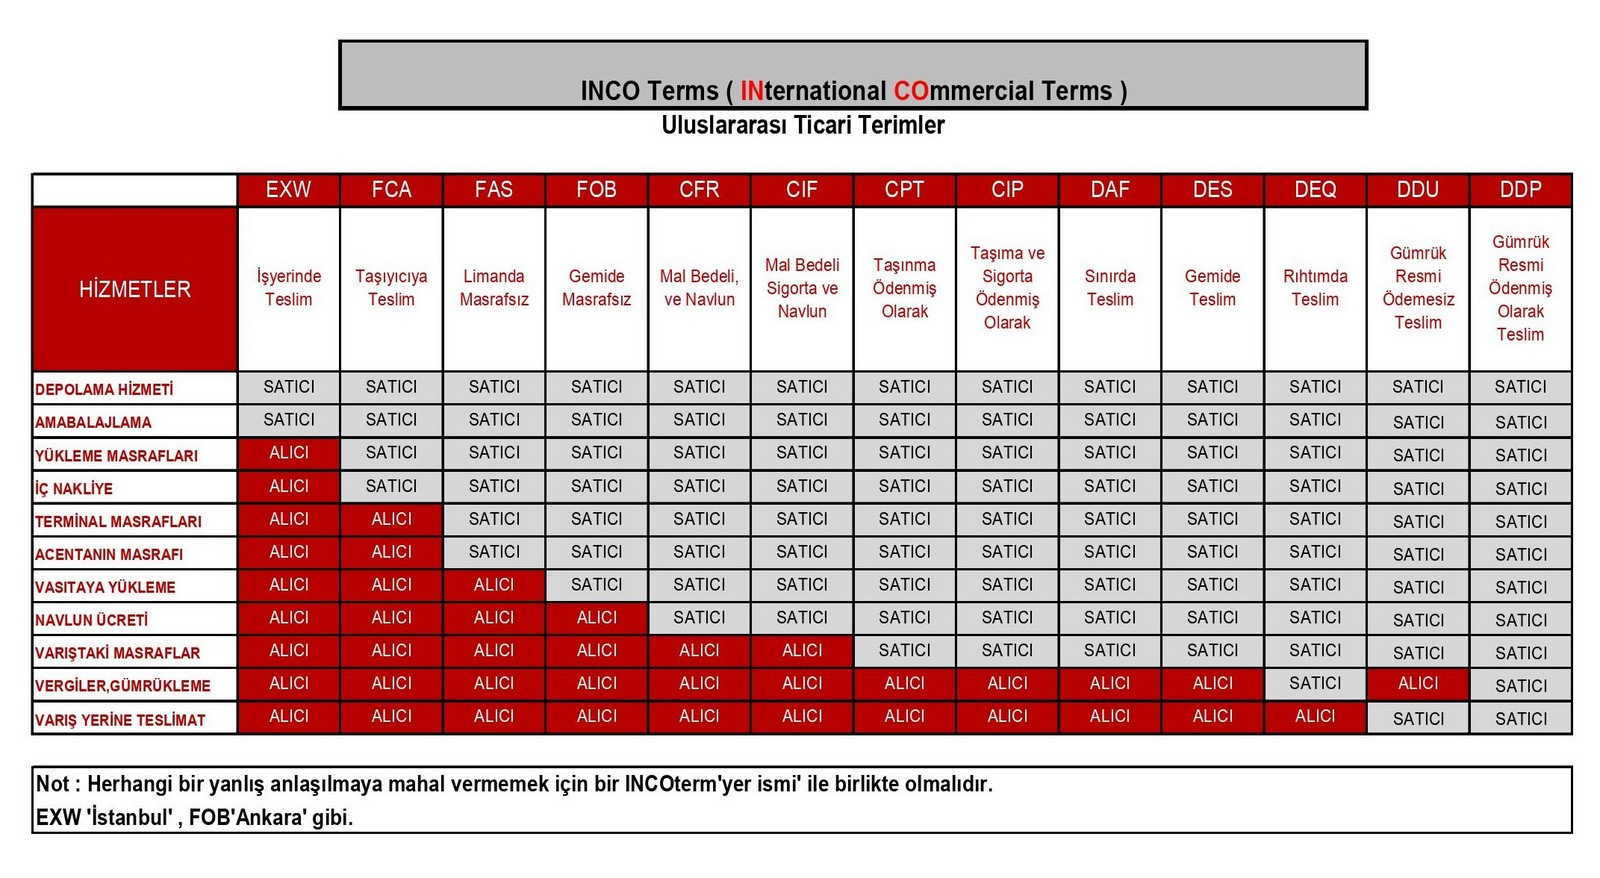 INCO Terms ( INternational COmmercial Terms )
Uluslararası Ticari Terimler
EXW FCA FAS FOB CFR CIF CPT CIP DAF DES DEQ DDU DDP
HİZMETLER
İşyerinde
Teslim
Taşıyıcıya
Teslim
Limanda
Masrafsız
Gemide
Masrafsız
Mal Bedeli,
ve Navlun
Mal Bedeli
Sigorta ve
Navlun
Taşınma
Ödenmiş
Olarak
Taşıma ve
Sigorta
Ödenmiş
Olarak
Sınırda
Teslim
Gemide
Teslim
Rıhtımda
Teslim
Gümrük
Resmi
Ödemesiz
Teslim
Gümrük
Resmi
Ödenmiş
Olarak
Teslim
DEPOLAMA HİZMETİ SATICI SATICI SATICI SATICI SATICI SATICI SATICI SATICI SATICI SATICI SATICI SATICI SATICI
AMABALAJLAMA SATICI SATICI SATICI SATICI SATICI SATICI SATICI SATICI SATICI SATICI SATICI SATICI SATICI
YÜKLEME MASRAFLARI ALICI SATICI SATICI SATICI SATICI SATICI SATICI SATICI SATICI SATICI SATICI SATICI SATICI
İÇ NAKLİYE ALICI SATICI SATICI SATICI SATICI SATICI SATICI SATICI SATICI SATICI SATICI SATICI SATICI
TERMİNAL MASRAFLARI ALICI ALICI SATICI SATICI SATICI SATICI SATICI SATICI SATICI SATICI SATICI SATICI SATICI
ACENTANIN MASRAFI ALICI ALICI SATICI SATICI SATICI SATICI SATICI SATICI SATICI SATICI SATICI SATICI SATICI
VASITAYA YÜKLEME ALICI ALICI ALICI SATICI SATICI SATICI SATICI SATICI SATICI SATICI SATICI SATICI SATICI
NAVLUN ÜCRETİ ALICI ALICI ALICI ALICI SATICI SATICI SATICI SATICI SATICI SATICI SATICI SATICI SATICI
VARIŞTAKİ MASRAFLAR ALICI ALICI ALICI ALICI ALICI ALICI SATICI SATICI SATICI SATICI SATICI SATICI SATICI
VERGİLER,GÜMRÜKLEME ALICI ALICI ALICI ALICI ALICI ALICI ALICI ALICI ALICI ALICI SATICI ALICI SATICI
VARIŞ YERİNE TESLİMAT ALICI ALICI ALICI ALICI ALICI ALICI ALICI ALICI ALICI ALICI ALICI SATICI SATICI
Not : Herhangi bir yanlış anlaşılmaya mahal vermemek için bir INCOterm'yer ismi' ile birlikte olmalıdır.
EXW 'İstanbul' , FOB'Ankara' gibi.